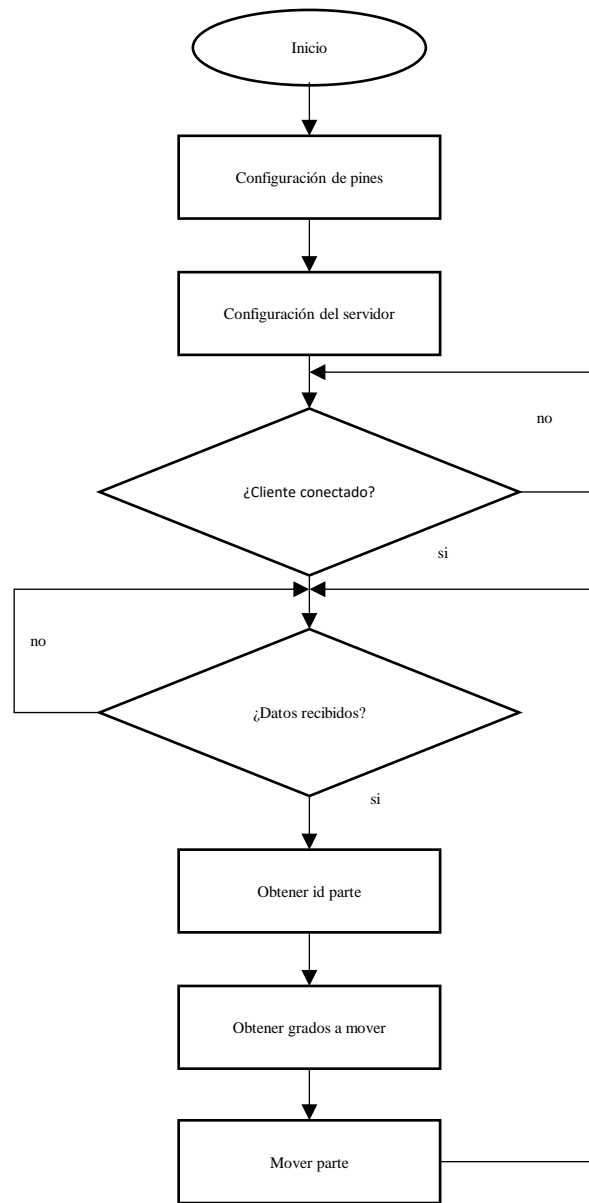 Inicio
Configuración de pines
Configuración del servidor
no
¿Cliente conectado?
si
no
¿Datos recibidos?
si
Obtener id parte
Obtener grados a mover
Mover parte